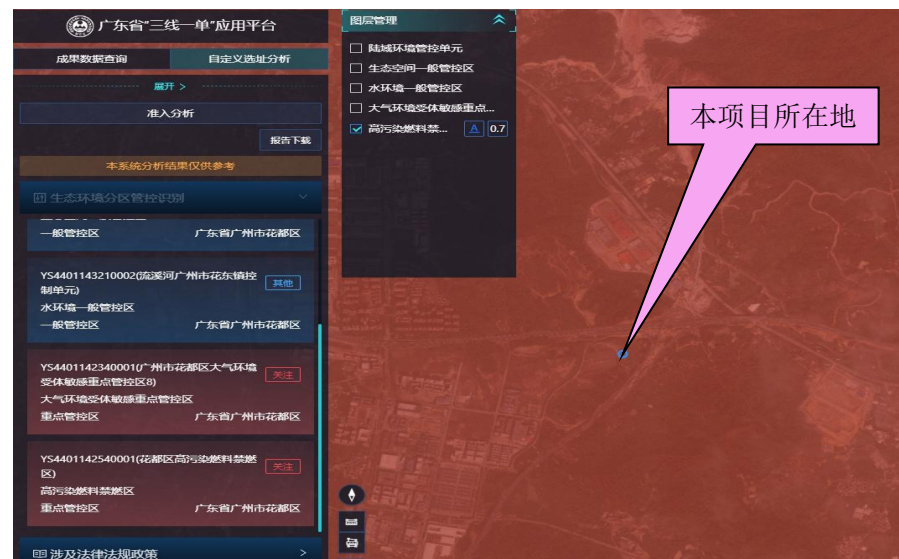 广东省“三线一单”应用平台
成果数据查询
自定义选址分析
展开 >
准入分析
报告下载
本系统分析结果仅供参考
生态环境分区管控识别
一般管控区
广东省广州市花都区
YS4401143210002(流溪河广州市花东镇控
制单元)
其他
水环境一般管控区
一般管控区
广东省广州市花都区
YS4401142340001(广州市花都区大气环境
受体敏感重点管控区8)
关注
大气环境受体敏感重点管控区
重点管控区
广东省广州市花都区
YS4401142540001(花都区高污染燃料禁燃
区)
关注
高污染燃料禁燃区
重点管控区
广东省广州市花都区
涉及法律法规政策
图层管理
陆域环境管控单元
生态空间一般管控区
水环境一般管控区
大气环境受体敏感重点...
高污染燃料禁...
A
0.7
本项目所在地